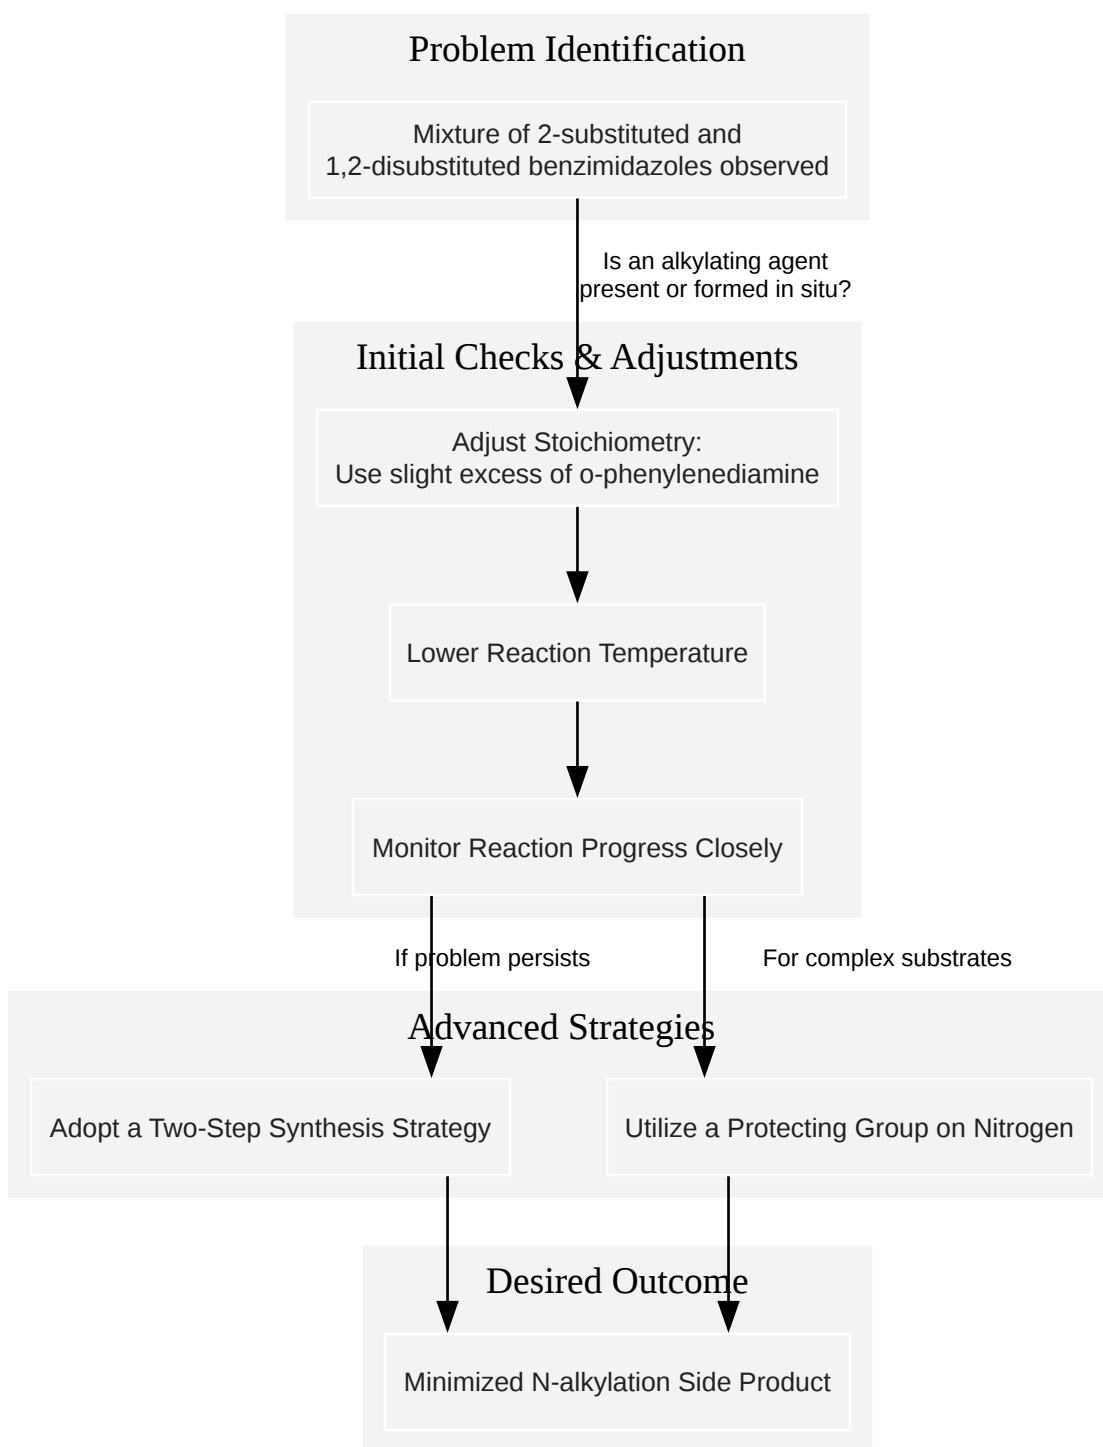 Problem Identification
Mixture of 2-substituted and
1,2-disubstituted benzimidazoles observed
Is an alkylating agent
present or formed in situ?
Initial Checks & Adjustments
Adjust Stoichiometry:
Use slight excess of o-phenylenediamine
Lower Reaction Temperature
Monitor Reaction Progress Closely
If problem persists
For complex substrates
Advanced Strategies
Adopt a Two-Step Synthesis Strategy
Utilize a Protecting Group on Nitrogen
Desired Outcome
Minimized N-alkylation Side Product